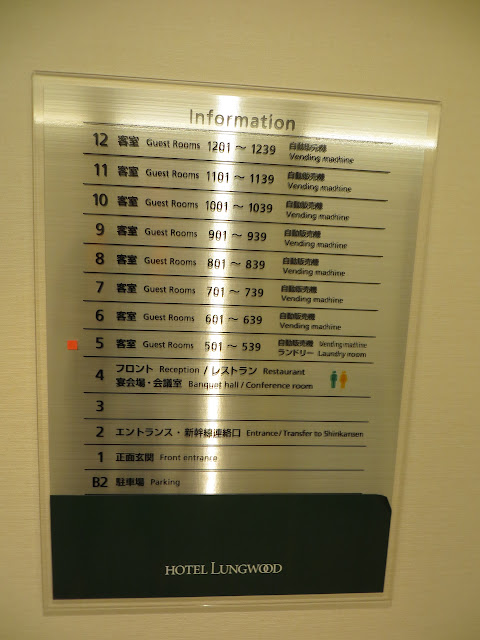 Information
12 客室 Guest Rooms 1201 ～ 1239 自動販売機 Vending machine
11 客室 Guest Rooms 1101 ～ 1139 自動販売機 Vending machine
10 客室 Guest Rooms 1001 ～ 1039 自動販売機 Vending machine
9 客室 Guest Rooms 901 ～ 939 自動販売機 Vending machine
8 客室 Guest Rooms 801 ～ 839 自動販売機 Vending machine
7 客室 Guest Rooms 701 ～ 739 自動販売機 Vending machine
6 客室 Guest Rooms 601 ～ 639 自動販売機 Vending machine
5 客室 Guest Rooms 501 ～ 539 自動販売機 Vending machine
ランドリー Laundry room
4 フロント Reception / レストラン Restaurant
宴会場・会議室 Banquet hall / Conference room
3
2 エントランス・新幹線連絡口 Entrance / Transfer to Shinkansen
1 正面玄関 Front entrance
B2 駐車場 Parking
HOTEL LUNGWOOD